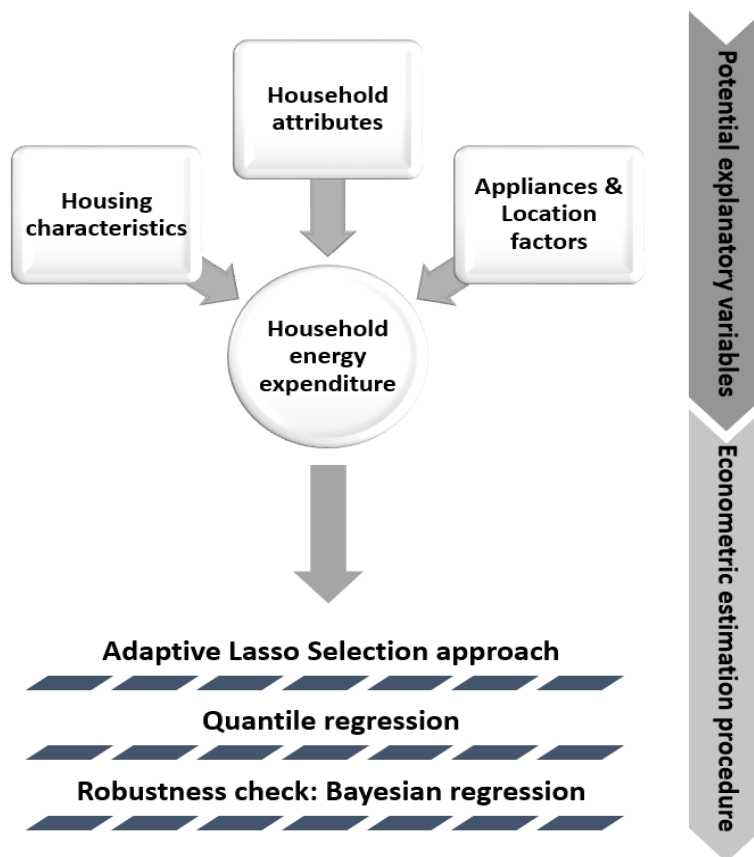 Household
attributes
Housing
characteristics
Appliances &
Location
factors
Household
energy
expenditure
Potential explanatory variables
Adaptive Lasso Selection approach
Quantile regression
Robustness check: Bayesian regression
Econometric estimation procedure